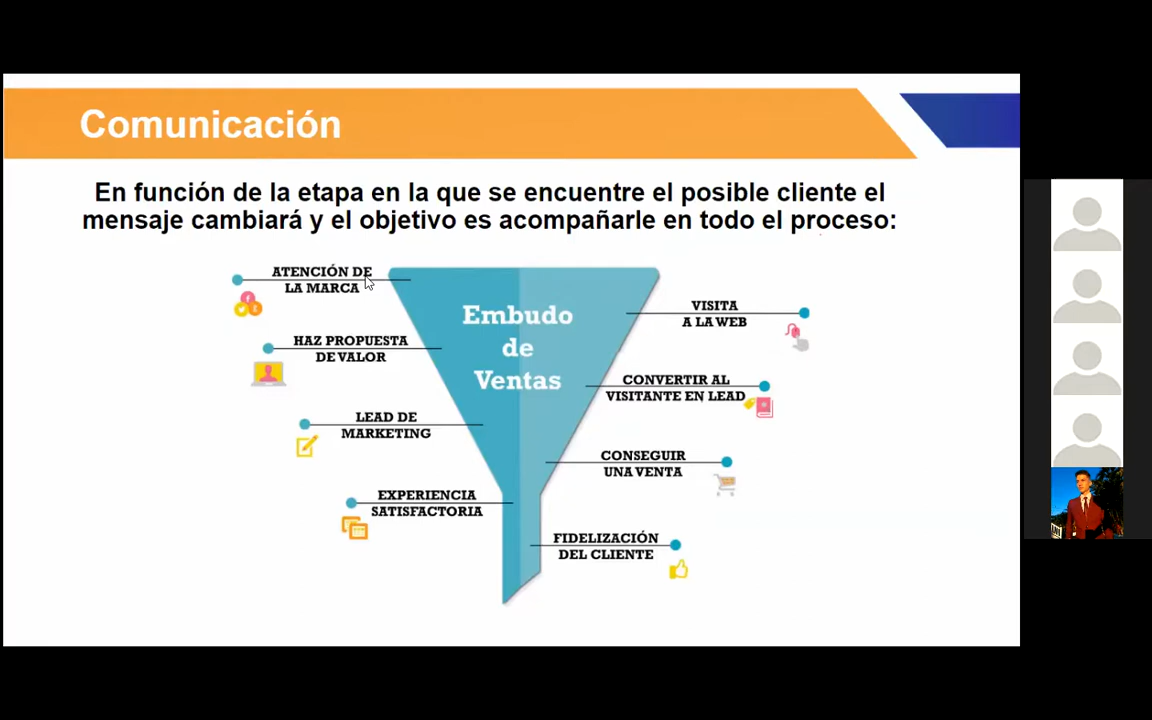 Comunicación
En función de la etapa en la que se encuentre el posible cliente el
mensaje cambiará y el objetivo es acompañarle en todo el proceso:
ATENCIÓN DE
LA MARCA
Embudo
de
Ventas
VISITA
A LA WEB
HAZ PROPUESTA
DE VALOR
CONVERTIR AL
VISITANTE EN LEAD
LEAD DE
MARKETING
CONSEGUIR
UNA VENTA
EXPERIENCIA
SATISFACTORIA
FIDELIZACIÓN
DEL CLIENTE